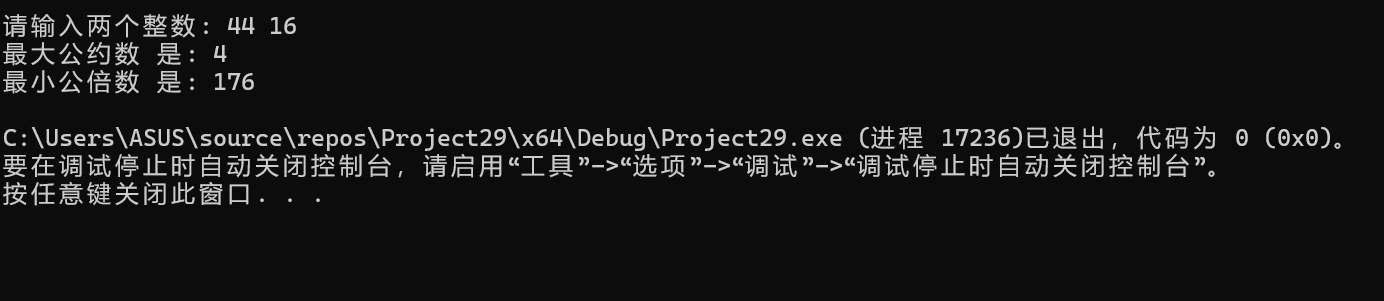 请输入两个整数: 44 16
最大公约数 是: 4
最小公倍数 是: 176
C:\Users\ASUS\source\repos\Project29\x64\Debug\Project29.exe (进程 17236)已退出，代码为 0 (0x0)。
要在调试停止时自动关闭控制台，请启用“工具”->“选项”->“调试”->“调试停止时自动关闭控制台”。
按任意键关闭此窗口. . .